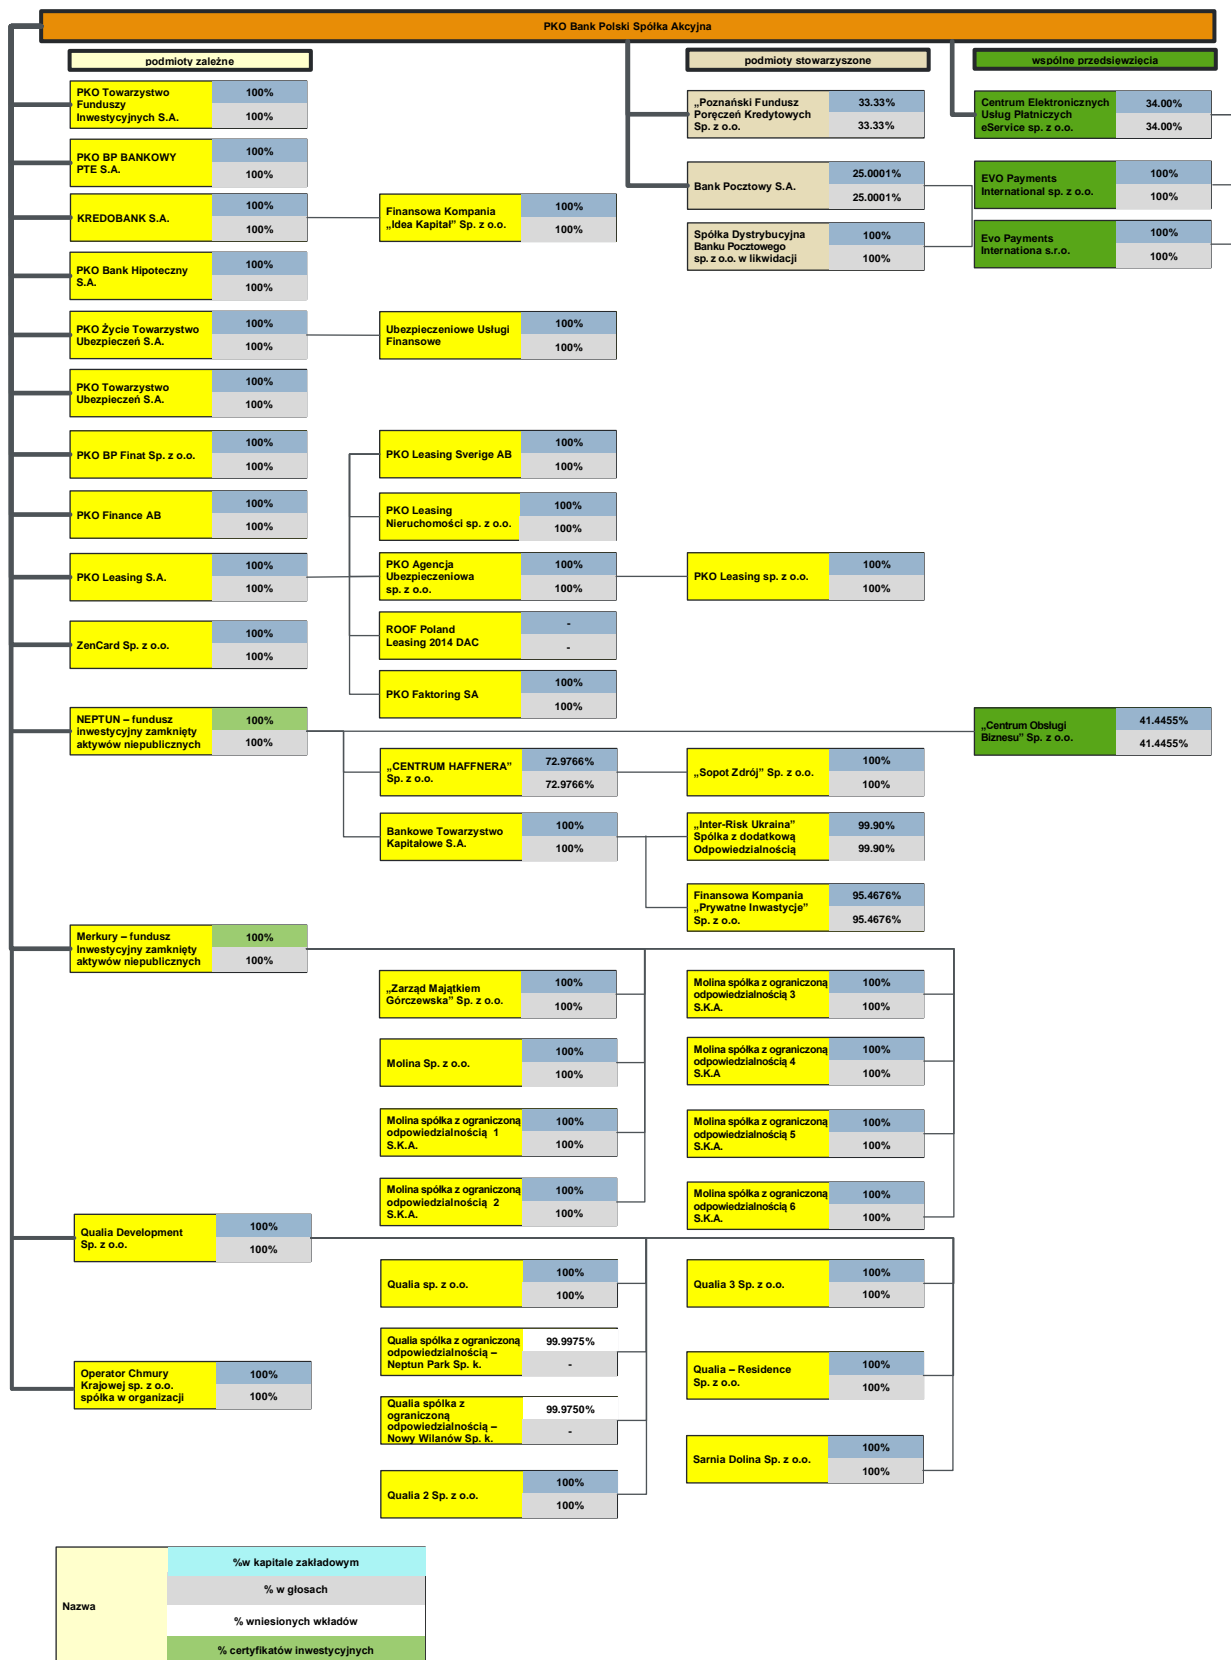 PKO Bank Polski Spółka Akcyjna
podmioty zależne
podmioty stowarzyszone
wspólne przedsięwzięcia
PKO Towarzystwo
Funduszy
Inwestycyjnych S.A.
100%
100%
PKO BP BANKOWY
PTE S.A.
100%
100%
KREDOBANK S.A.
100%
100%
Finansowa Kompania
„Idea Kapitał” Sp. z o.o.
100%
100%
PKO Bank Hipoteczny
S.A.
100%
100%
PKO Życie Towarzystwo
Ubezpieczeń S.A.
100%
100%
Ubezpieczeniowe Usługi
Finansowe
100%
100%
PKO Towarzystwo
Ubezpieczeń S.A.
100%
100%
PKO BP Finat Sp. z o.o.
100%
100%
PKO Finance AB
100%
100%
PKO Leasing S.A.
100%
100%
ZenCard Sp. z o.o.
100%
100%
„Poznański Fundusz
Poręczeń Kredytowych
Sp. z o.o.
33.33%
33.33%
Bank Pocztowy S.A.
25.0001%
25.0001%
Spółka Dystrybucyjna
Banku Pocztowego
sp. z o.o. w likwidacji
100%
100%
Centrum Elektronicznych
Usług Płatniczych
eService sp. z o.o.
34.00%
34.00%
EVO Payments
International sp. z o.o.
100%
100%
Evo Payments
Internationa s.r.o.
100%
100%
PKO Leasing Sverige AB
100%
100%
PKO Leasing
Nieruchomości sp. z o.o.
100%
100%
PKO Agencja
Ubezpieczeniowa
sp. z o.o.
100%
100%
PKO Leasing sp. z o.o.
100%
100%
ROOF Poland
Leasing 2014 DAC
-
-
PKO Faktoring SA
100%
100%
NEPTUN – fundusz
inwestycyjny zamknięty
aktywów niepublicznych
100%
100%
„Centrum Obsługi
Biznesu” Sp. z o.o.
41.4455%
41.4455%
„CENTRUM HAFFNERA”
Sp. z o.o.
72.9766%
72.9766%
„Sopot Zdrój” Sp. z o.o.
100%
100%
Bankowe Towarzystwo
Kapitałowe S.A.
100%
100%
„Inter-Risk Ukraina”
Spólka z dodatkową
Odpowiedzialnością
99.90%
99.90%
Finansowa Kompania
„Prywatne Inwastycje”
Sp. z o.o.
95.4676%
95.4676%
Merkury – fundusz
Inwestycyjny zamknięty
aktywów niepublicznych
100%
100%
„Zarząd Majątkiem
Górczewska” Sp. z o.o.
100%
100%
Molina Sp. z o.o.
100%
100%
Molina spółka z ograniczoną
odpowiedzialnością 1
S.K.A.
100%
100%
Molina spółka z ograniczoną
odpowiedzialnością 2
S.K.A.
100%
100%
Molina spółka z ograniczoną
odpowiedzialnością 3
S.K.A.
100%
100%
Molina spółka z ograniczoną
odpowiedzialnością 4
S.K.A
100%
100%
Molina spółka z ograniczoną
odpowiedzialnością 5
S.K.A.
100%
100%
Molina spółka z ograniczoną
odpowiedzialnością 6
S.K.A.
100%
100%
Qualia Development
Sp. z o.o.
100%
100%
Qualia sp. z o.o.
100%
100%
Qualia spólka z ograniczoną
odpowiedzialnością –
Neptun Park Sp. k.
99.9975%
-
Qualia spólka z
ograniczoną
odpowiedzialnością –
Nowy Wilanów Sp. k.
99.9750%
-
Qualia 2 Sp. z o.o.
100%
100%
Qualia 3 Sp. z o.o.
100%
100%
Qualia – Residence
Sp. z o.o.
100%
100%
Sarnia Dolina Sp. z o.o.
100%
100%
Operator Chmury
Krajowej sp. z o.o.
spółka w organizacji
100%
100%
Nazwa
%w kapitale zakładowym
% w głosach
% wniesionych wkładów
% certyfikatów inwestycyjnych